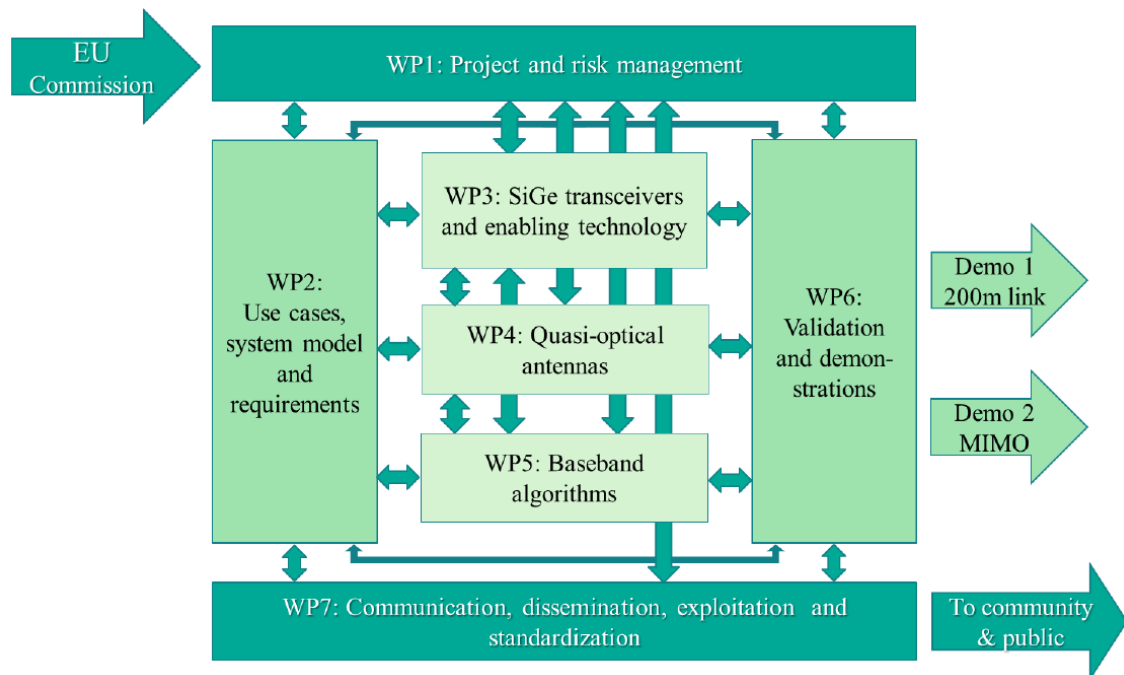 EU
Commission
WP1: Project and risk management
WP3: SiGe transceivers
and enabling technology
WP2:
Use cases,
system model
and
requirements
WP4: Quasi-optical
antennas
WP5: Baseband
algorithms
WP6:
Validation
and demon-
strations
Demo 1
200m link
Demo 2
MIMO
WP7: Communication, dissemination, exploitation and
standardization
To community
& public